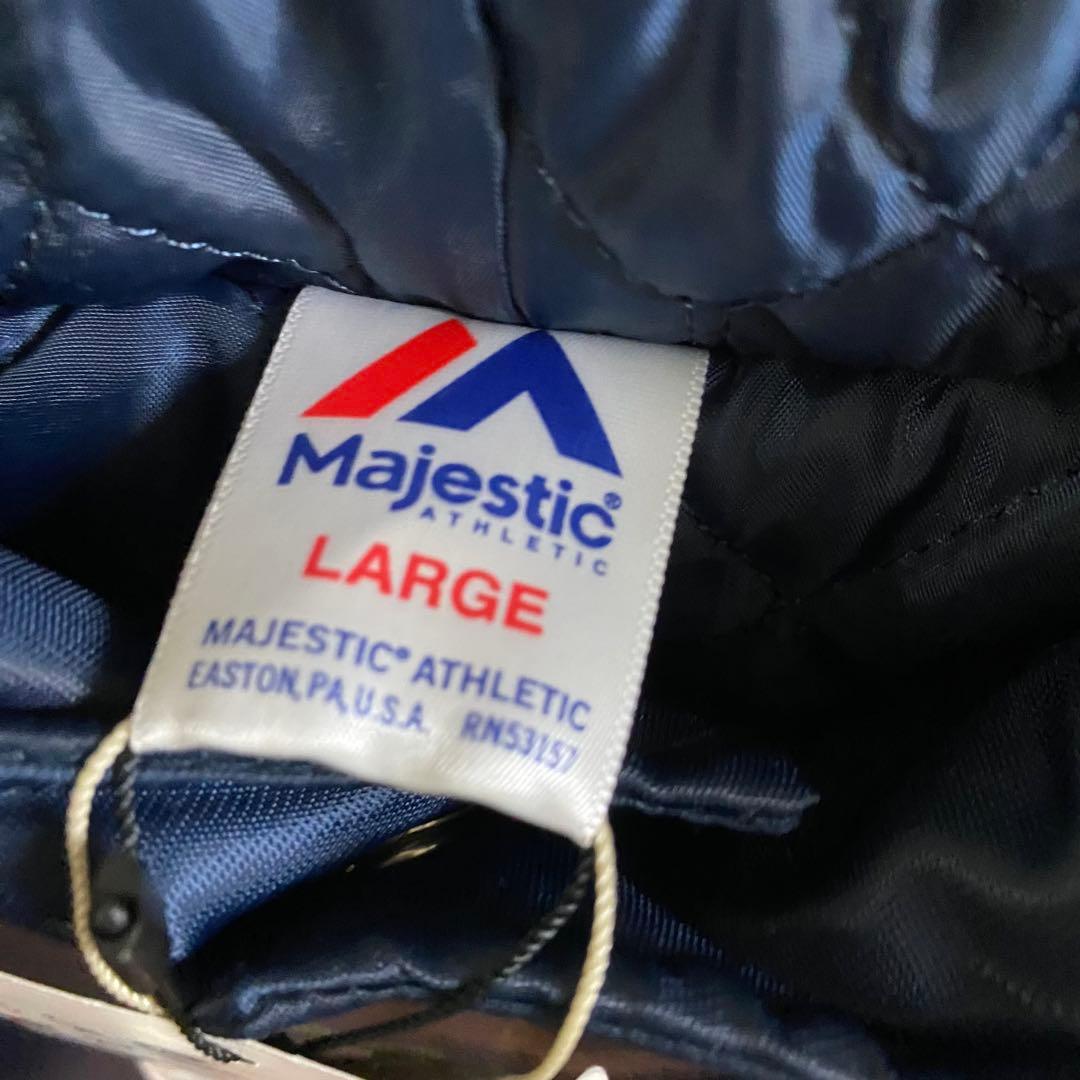 Majestic®
ATHLETIC
LARGE
MAJESTIC® ATHLETIC
EASTON, PA, U.S.A. RN53157